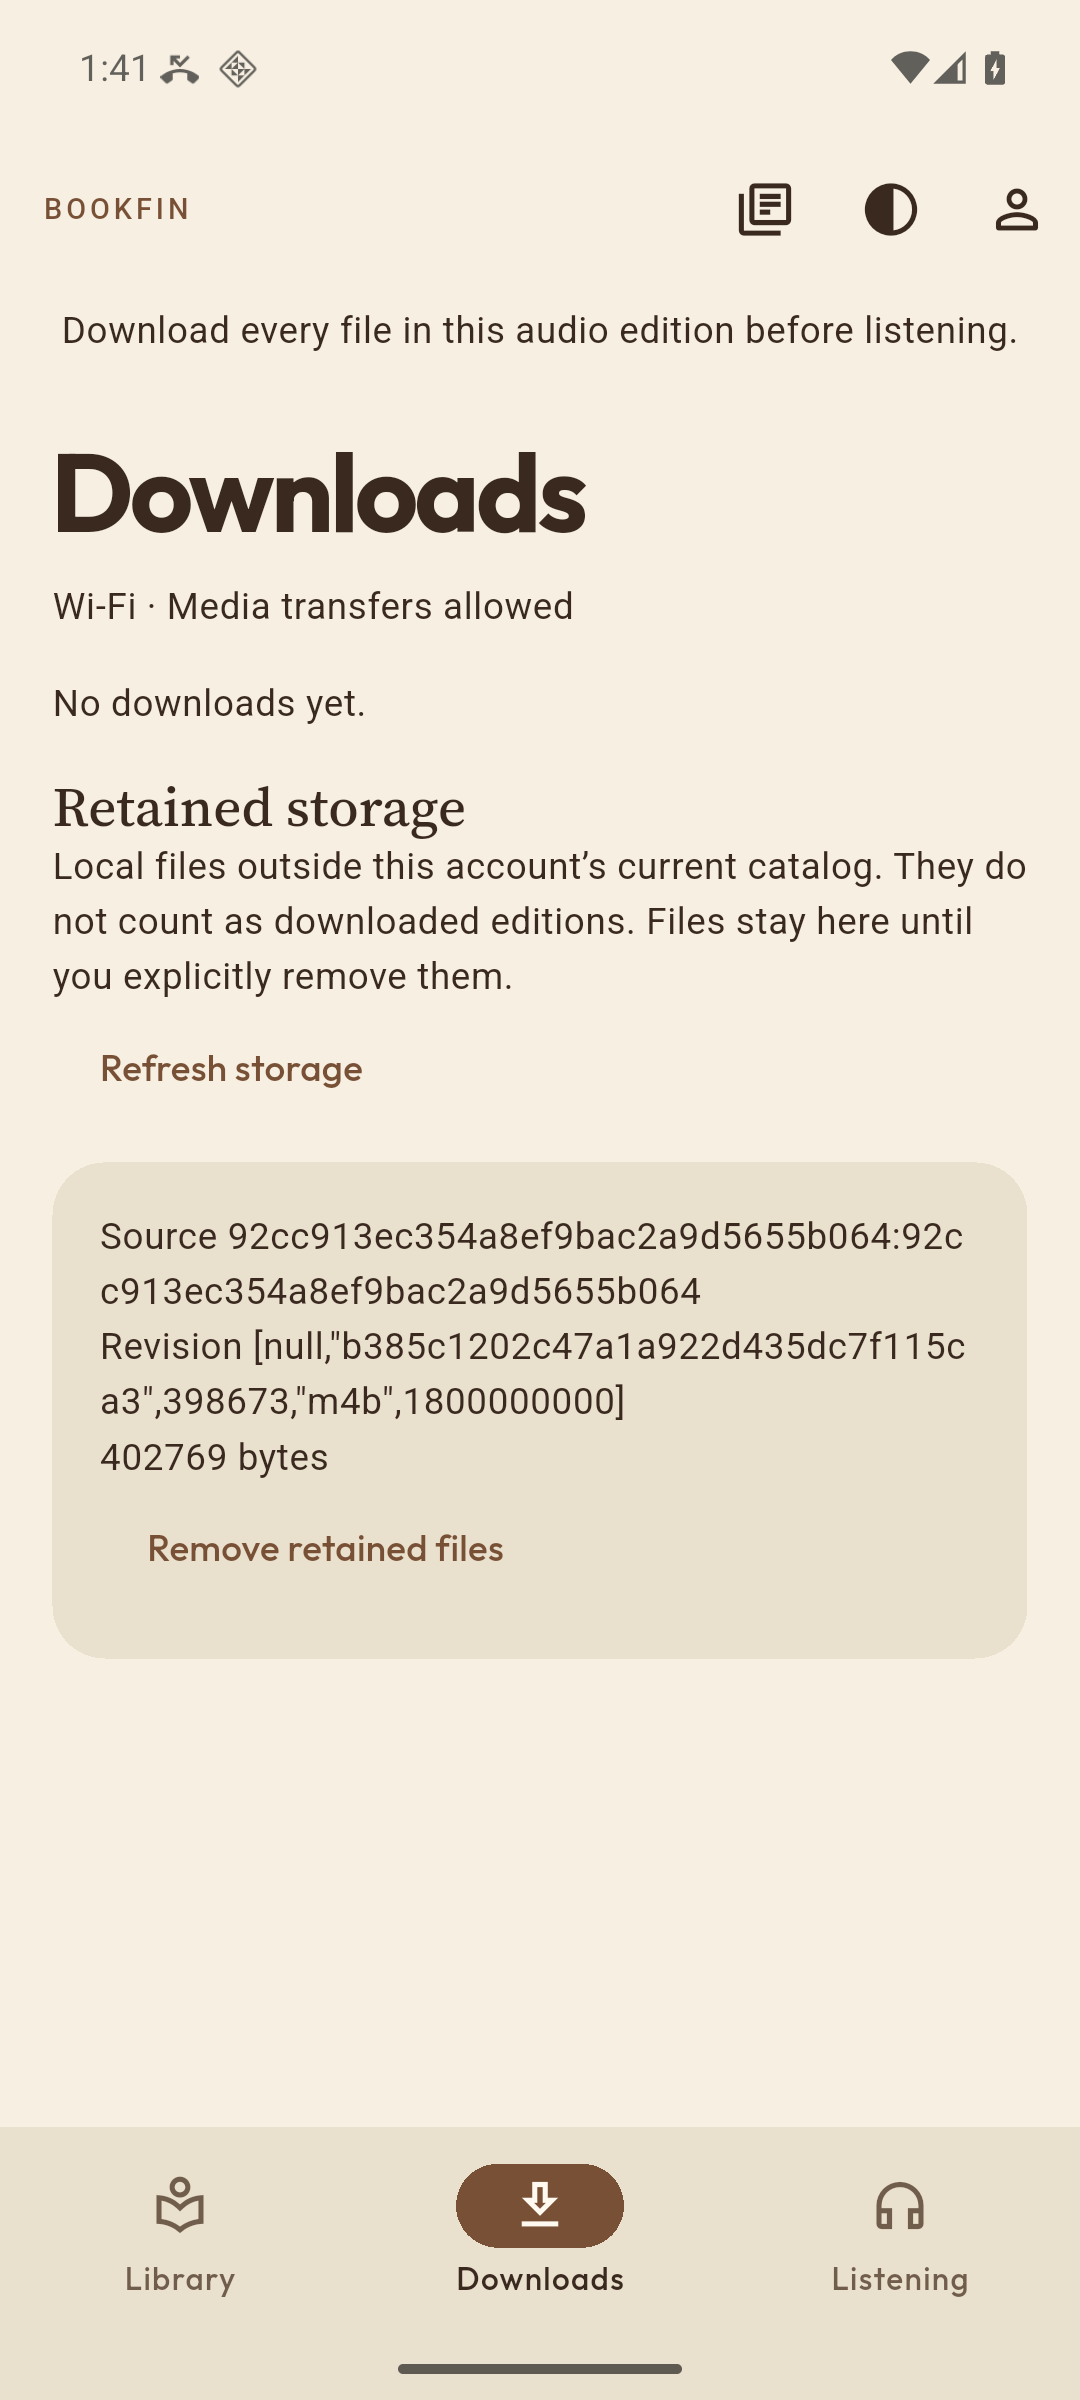 1:41
BOOKFIN
Download every file in this audio edition before listening.
Downloads
Wi-Fi · Media transfers allowed
No downloads yet.
Retained storage
Local files outside this account’s current catalog. They do
not count as downloaded editions. Files stay here until
you explicitly remove them.
Refresh storage
Source 92cc913ec354a8ef9bac2a9d5655b064:92c
c913ec354a8ef9bac2a9d5655b064
Revision [null,"b385c1202c47a1a922d435dc7f115c
a3",398673,"m4b",1800000000]
402769 bytes
Remove retained files
Library
Downloads
Listening